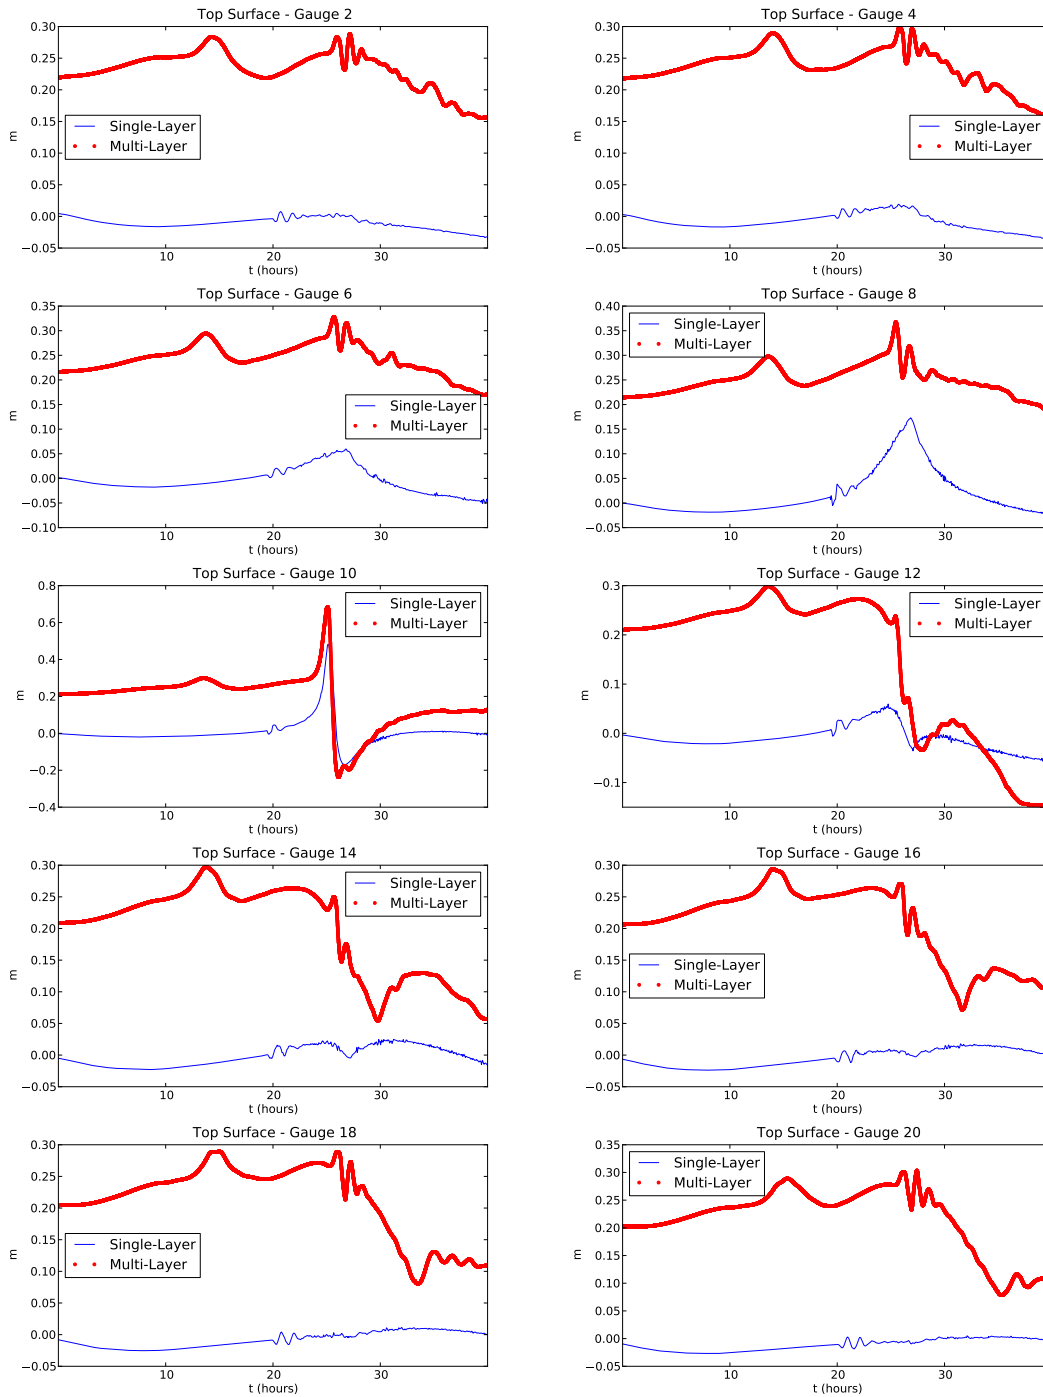 Top Surface - Gauge 2
0.30
0.25
0.20
0.15
0.10
0.05
0.00
−0.05
m
Single-Layer
Multi-Layer
10
20
30
t (hours)
Top Surface - Gauge 4
0.30
0.25
0.20
0.15
0.10
0.05
0.00
−0.05
m
Single-Layer
Multi-Layer
10
20
30
t (hours)
Top Surface - Gauge 6
0.35
0.30
0.25
0.20
0.15
0.10
0.05
0.00
−0.05
−0.10
m
Single-Layer
Multi-Layer
10
20
30
t (hours)
Top Surface - Gauge 8
0.40
0.35
0.30
0.25
0.20
0.15
0.10
0.05
0.00
−0.05
m
Single-Layer
Multi-Layer
10
20
30
t (hours)
Top Surface - Gauge 10
0.8
0.6
0.4
0.2
0.0
−0.2
−0.4
m
Single-Layer
Multi-Layer
10
20
30
t (hours)
Top Surface - Gauge 12
0.3
0.2
0.1
0.0
−0.1
m
Single-Layer
Multi-Layer
10
20
30
t (hours)
Top Surface - Gauge 14
0.30
0.25
0.20
0.15
0.10
0.05
0.00
−0.05
m
Single-Layer
Multi-Layer
10
20
30
t (hours)
Top Surface - Gauge 16
0.30
0.25
0.20
0.15
0.10
0.05
0.00
−0.05
m
Single-Layer
Multi-Layer
10
20
30
t (hours)
Top Surface - Gauge 18
0.30
0.25
0.20
0.15
0.10
0.05
0.00
−0.05
m
Single-Layer
Multi-Layer
10
20
30
t (hours)
Top Surface - Gauge 20
0.35
0.30
0.25
0.20
0.15
0.10
0.05
0.00
−0.05
m
Single-Layer
Multi-Layer
10
20
30
t (hours)